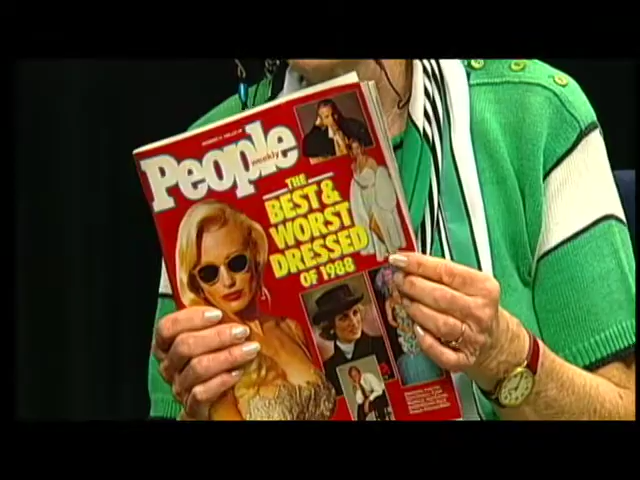 People
weekly
THE
BEST &
WORST
DRESSED
OF 1988